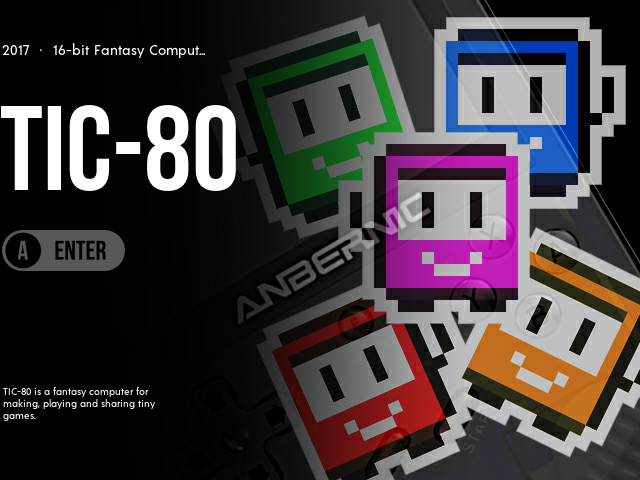 2017 · 16-bit Fantasy Comput...
TIC-80
A ENTER
ANBERNIC
TIC-80 is a fantasy computer for
making, playing and sharing tiny
games.